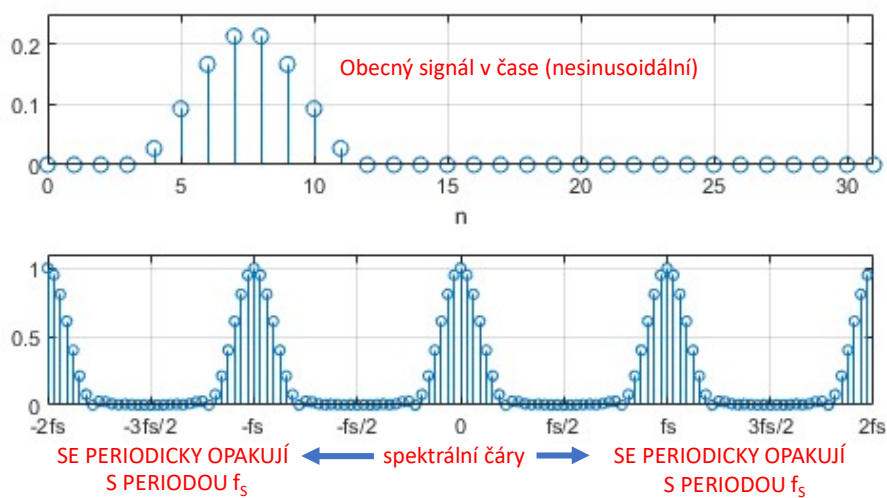 0.2
Obecný signál v čase (nesinusoidální)
0.1
0
0 5 10 15 20 25 30
n
1
0.5
0
-2fs -3fs/2 -fs -fs/2 0 fs/2 fs 3fs/2 2fs
SE PERIODICKY OPAKUJÍ spektrální čáry SE PERIODICKY OPAKUJÍ
S PERIODOU fS S PERIODOU fS